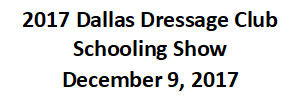 2017 Dallas Dressage Club
Schooling Show
December 9, 2017